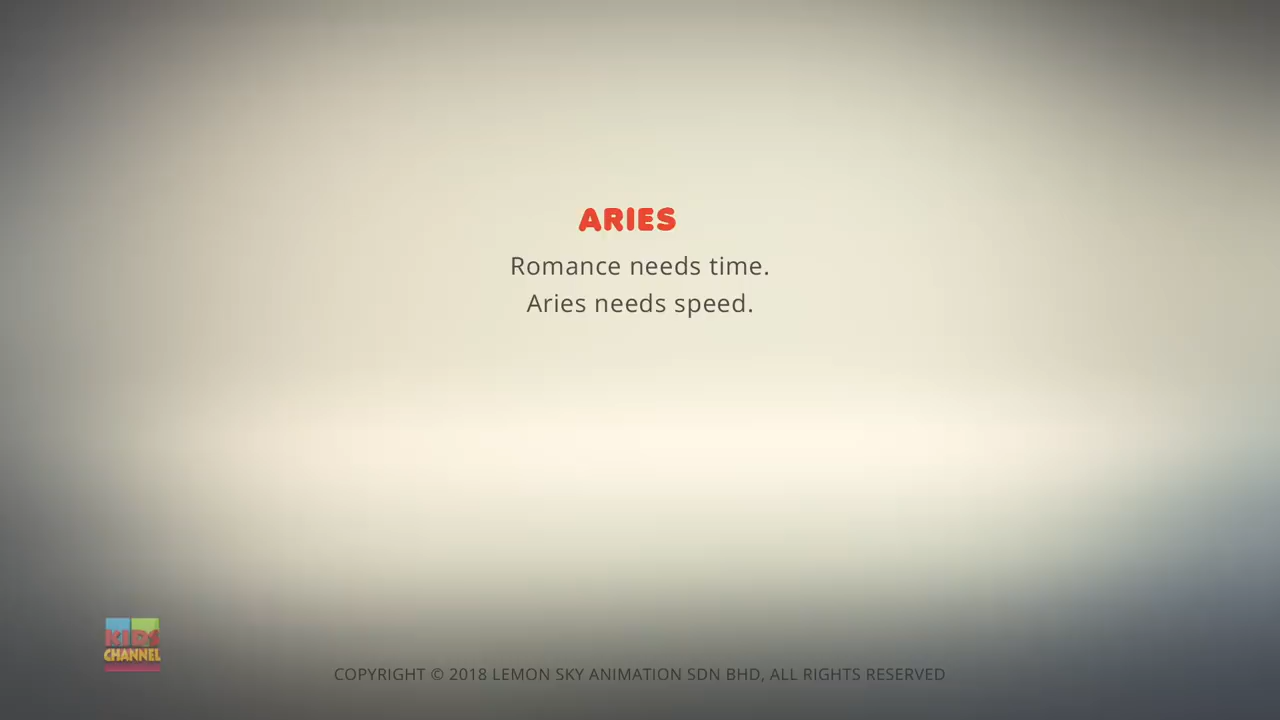 ARIES
Romance needs time.
Aries needs speed.
KIDS
CHANNEL
COPYRIGHT © 2018 LEMON SKY ANIMATION SDN BHD, ALL RIGHTS RESERVED